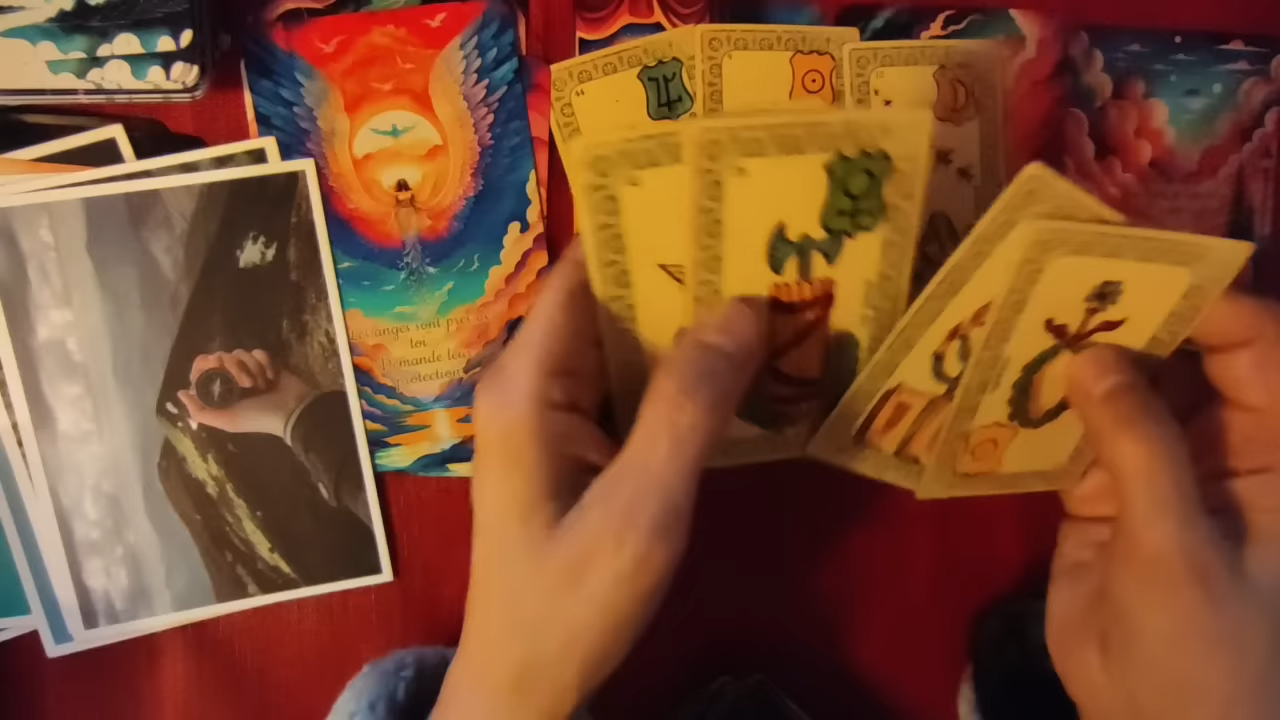 Les anges sont près de
toi
Demande leur
protection